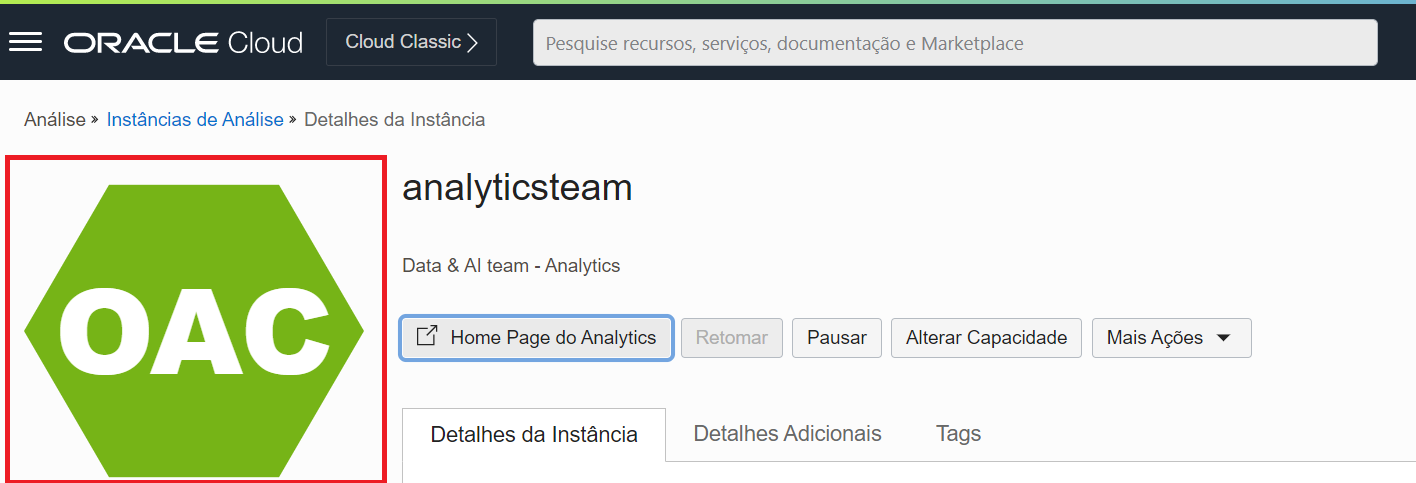 ORACLE Cloud
Cloud Classic
Pesquise recursos, serviços, documentação e Marketplace
Análise » Instâncias de Análise » Detalhes da Instância
OAC
analyticsteam
Data & AI team - Analytics
Home Page do Analytics
Retomar
Pausar
Alterar Capacidade
Mais Ações
Detalhes da Instância
Detalhes Adicionais
Tags